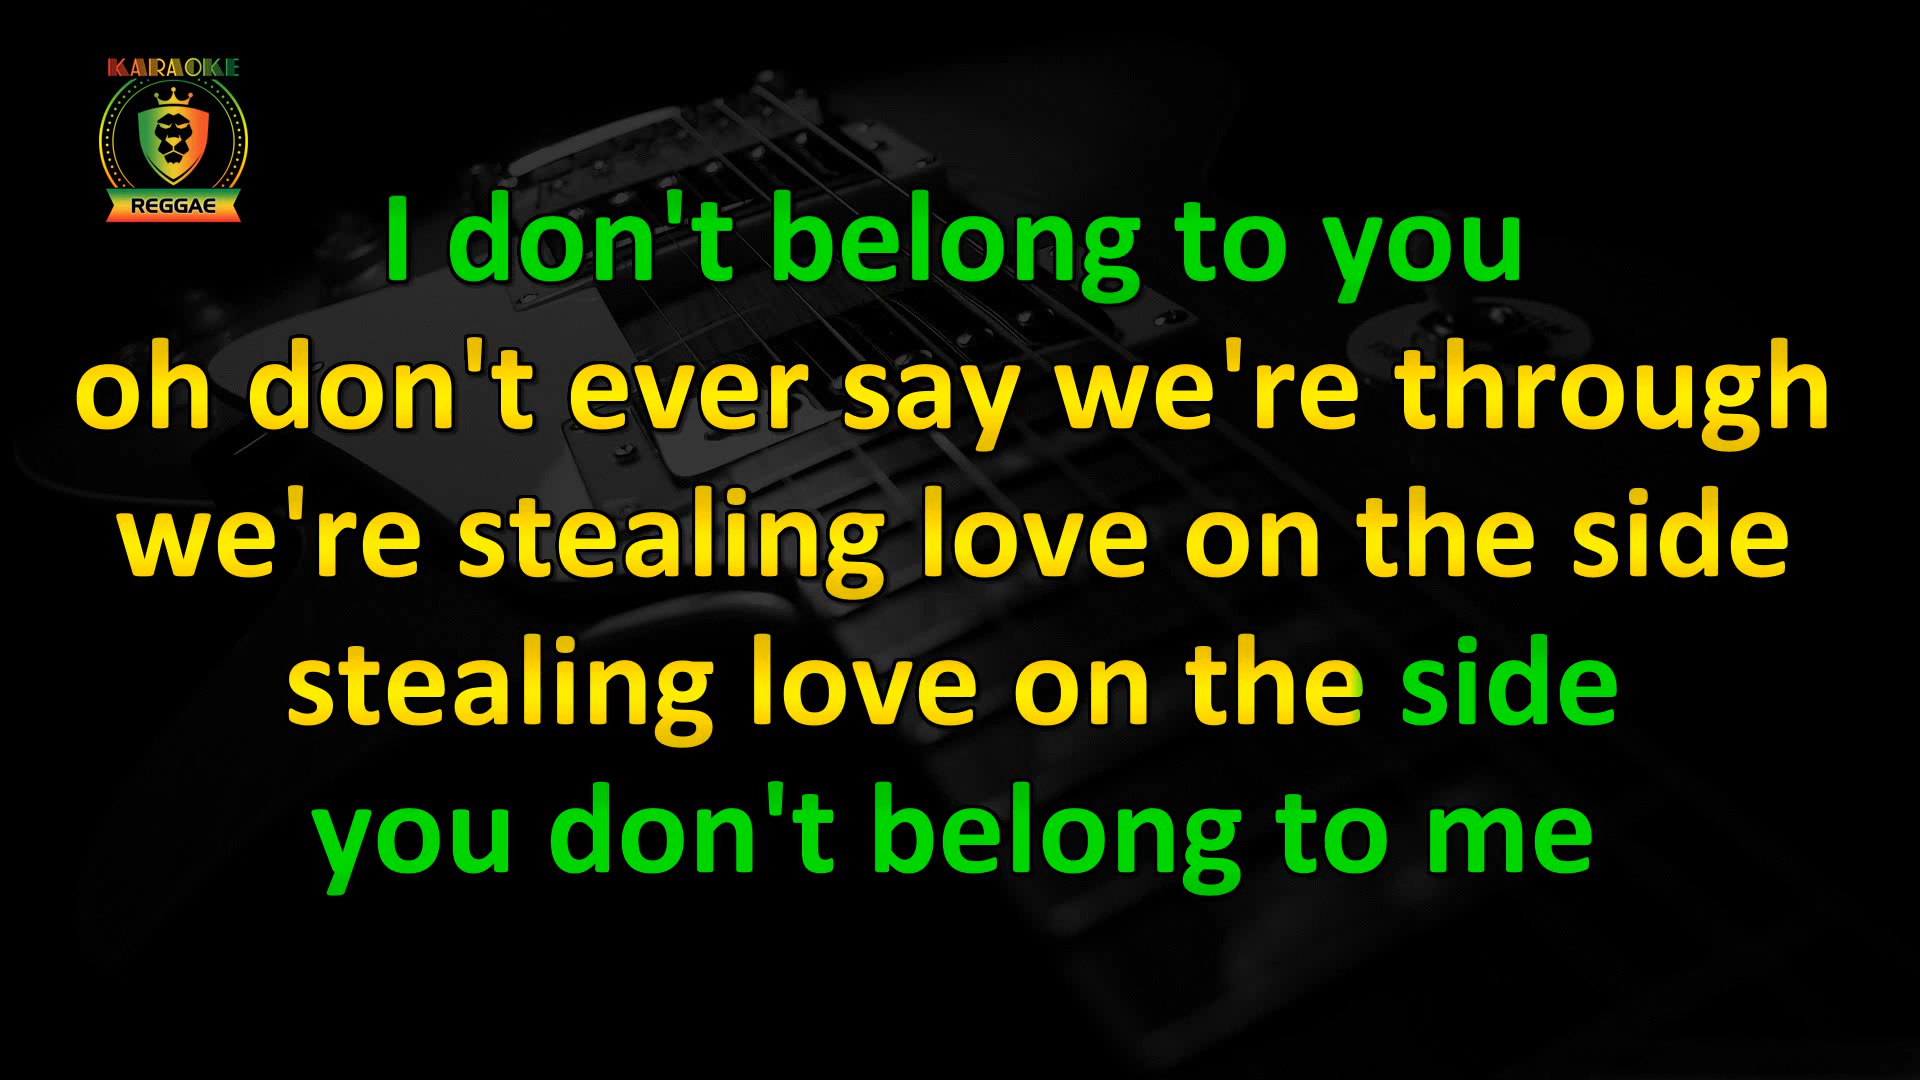 KARAOKE
REGGAE
I don't belong to you
oh don't ever say we're through
we're stealing love on the side
stealing love on the side
you don't belong to me